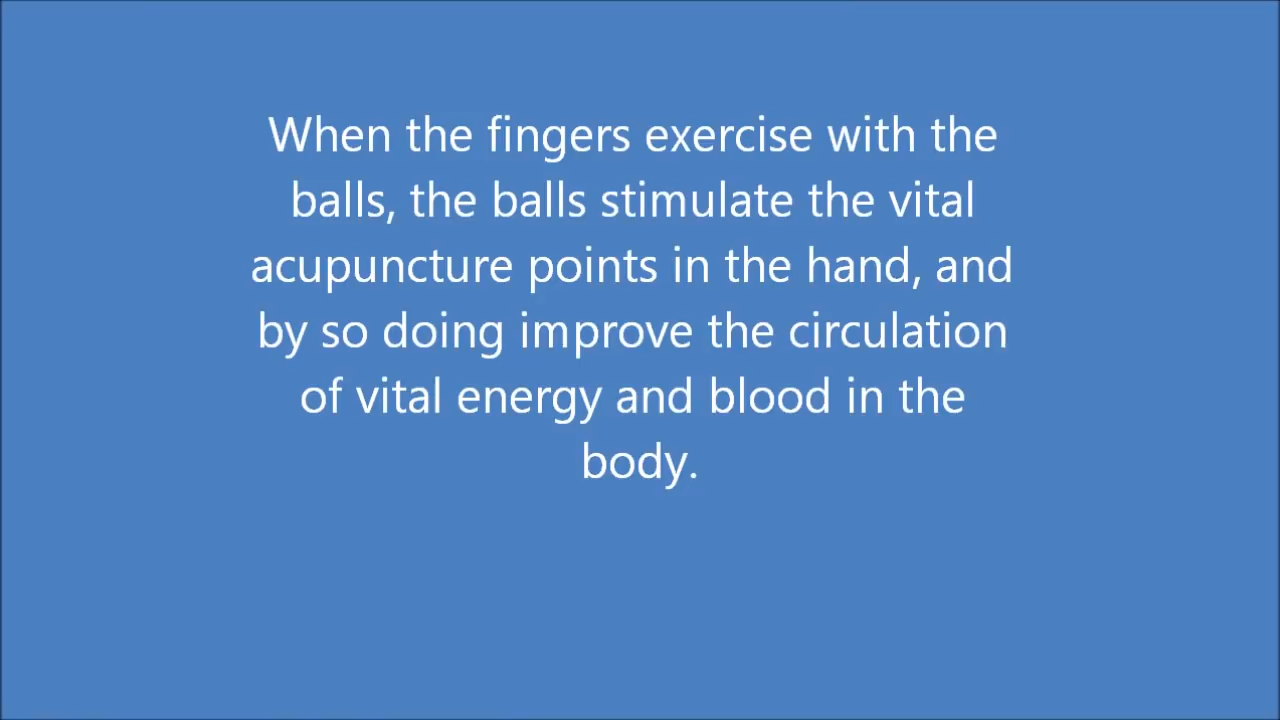 When the fingers exercise with the
balls, the balls stimulate the vital
acupuncture points in the hand, and
by so doing improve the circulation
of vital energy and blood in the
body.